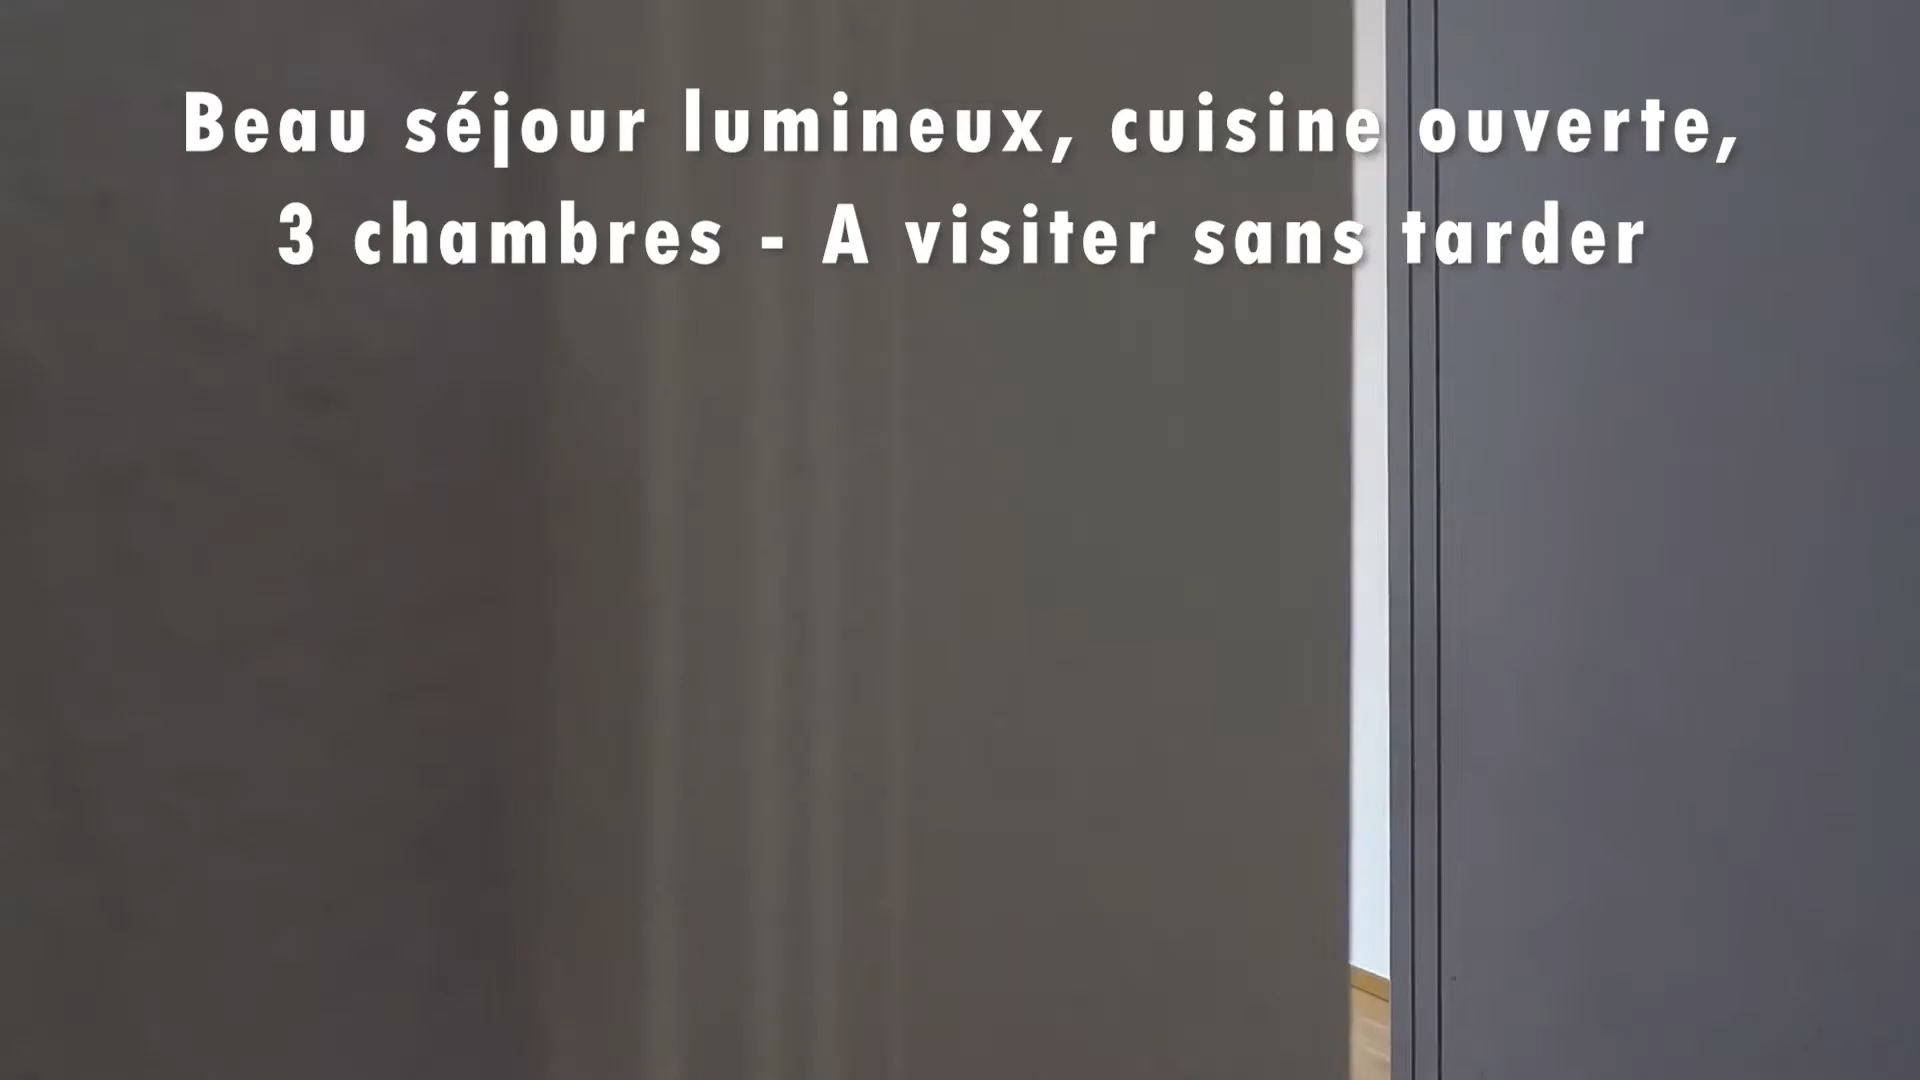 Beau séjour lumineux, cuisine ouverte,
3 chambres - A visiter sans tarder